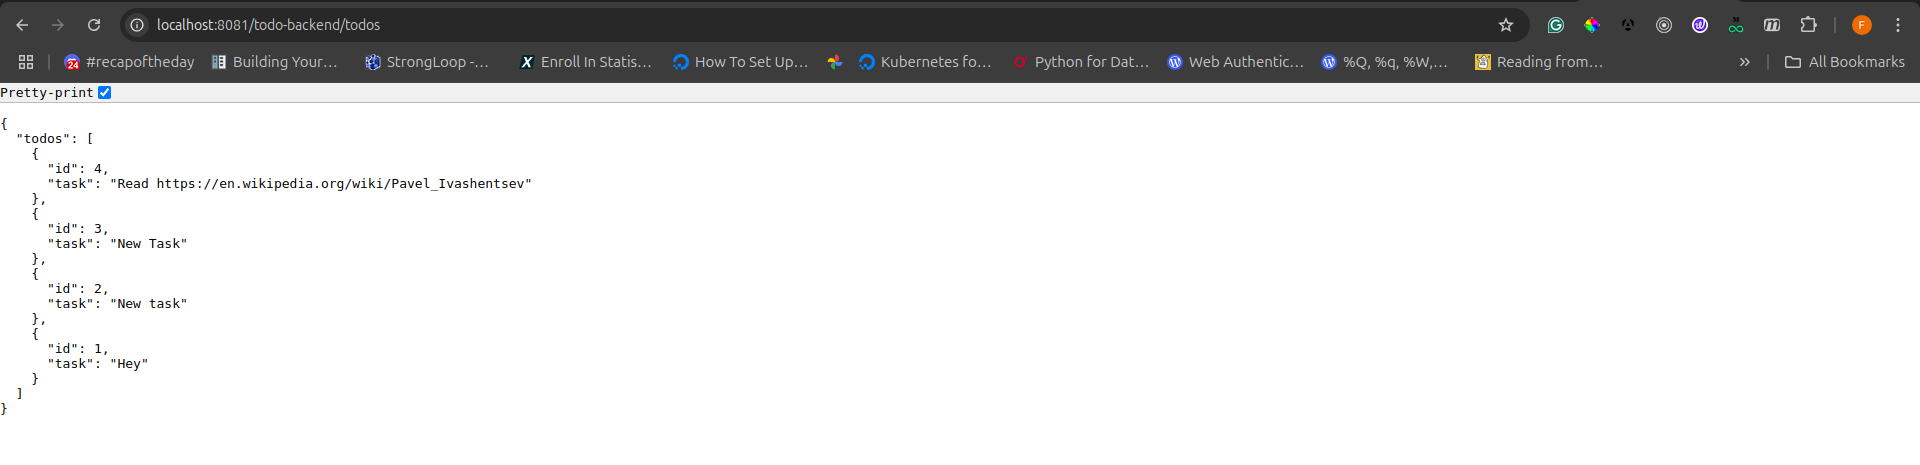 localhost:8081/todo-backend/todos
F
24 #recapoftheday Building Your... StrongLoop -... X Enroll In Statis... How To Set Up... Kubernetes fo... Python for Dat... Web Authentic... %Q, %q, %W,... Reading from... » All Bookmarks
Pretty-print
{
  "todos": [
    {
      "id": 4,
      "task": "Read https://en.wikipedia.org/wiki/Pavel_Ivashentsev"
    },
    {
      "id": 3,
      "task": "New Task"
    },
    {
      "id": 2,
      "task": "New task"
    },
    {
      "id": 1,
      "task": "Hey"
    }
  ]
}